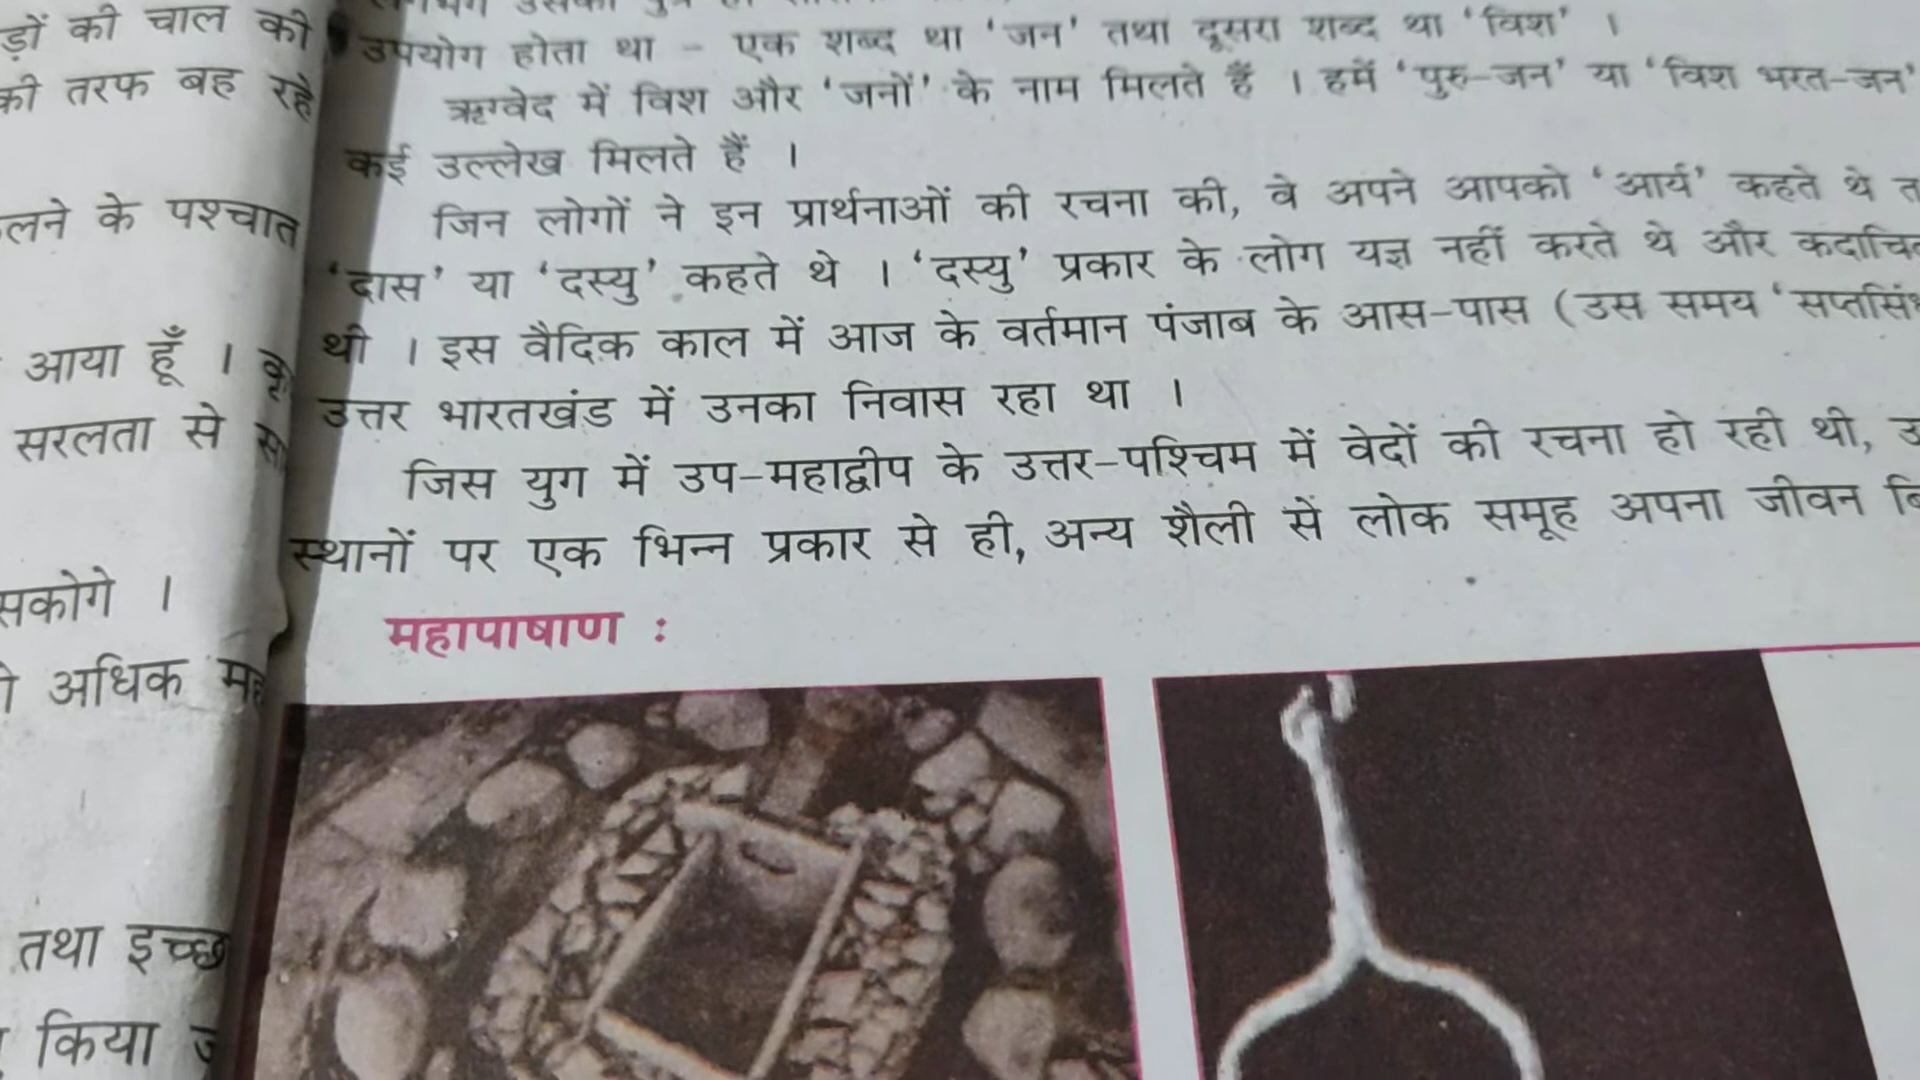 ड़ों की चाल की
की तरफ बह रहे
लने के पश्चात
आया हूँ ।
सरलता से
सकोगे ।
अधिक
तथा इच्छ
किया
उपयोग होता था - एक शब्द था ‘जन’ तथा दूसरा शब्द था ‘विश’ ।
ऋग्वेद में विश और ‘जनों’ के नाम मिलते हैं । हमें ‘पुरु-जन’ या ‘विश भरत-जन’
कई उल्लेख मिलते हैं ।
जिन लोगों ने इन प्रार्थनाओं की रचना की, वे अपने आपको ‘आर्य’ कहते थे त
‘दास’ या ‘दस्यु’ कहते थे । ‘दस्यु’ प्रकार के लोग यज्ञ नहीं करते थे और कदाचित
थी । इस वैदिक काल में आज के वर्तमान पंजाब के आस-पास (उस समय ‘सप्तसिंध
उत्तर भारतखंड में उनका निवास रहा था ।
जिस युग में उप-महाद्वीप के उत्तर-पश्चिम में वेदों की रचना हो रही थी, उ
स्थानों पर एक भिन्न प्रकार से ही, अन्य शैली सें लोक समूह अपना जीवन बि
महापाषाण :